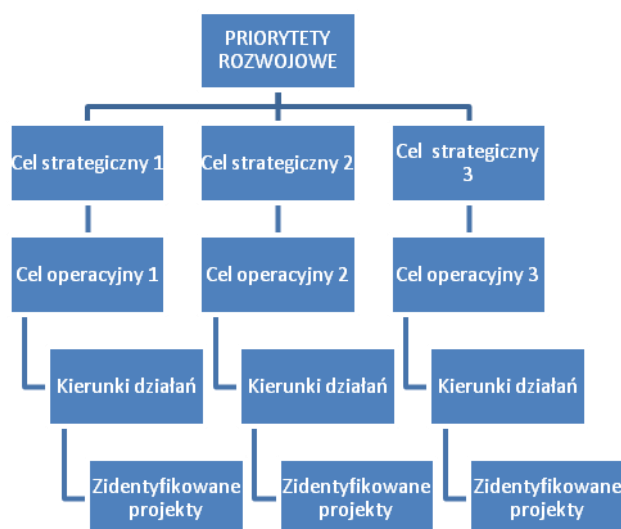 PRIORYTETY
ROZWOJOWE
Cel strategiczny 1
Cel strategiczny 2
Cel strategiczny
3
Cel operacyjny 1
Cel operacyjny 2
Cel operacyjny 3
Kierunki działań
Kierunki działań
Kierunki działań
Zidentyfikowane
projekty
Zidentyfikowane
projekty
Zidentyfikowane
projekty